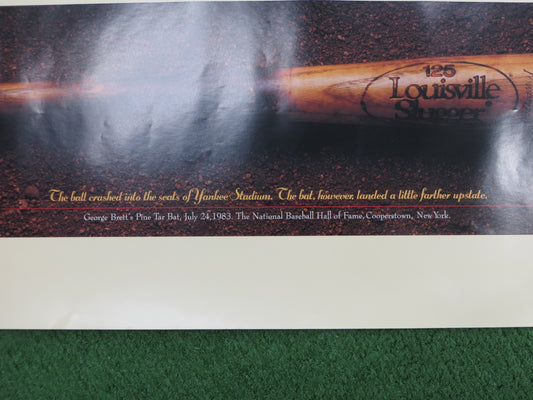 125
Louisville
Slugger
The ball crashed into the seats of Yankee Stadium. The bat, however, landed a little farther upstate.
George Brett's Pine Tar Bat, July 24, 1983. The National Baseball Hall of Fame, Cooperstown, New York.